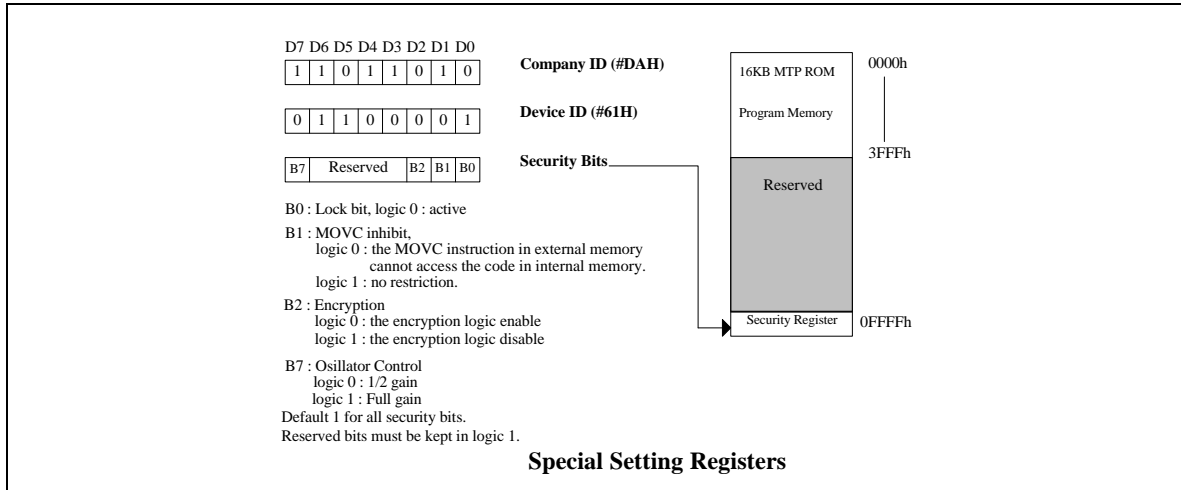 D7 D6 D5 D4 D3 D2 D1 D0
1 1 0 1 1 0 1 0
Company ID (#DAH)
0 1 1 0 0 0 0 1
Device ID (#61H)
B7 Reserved B2 B1 B0
Security Bits
B0 : Lock bit, logic 0 : active
B1 : MOVC inhibit,
logic 0 : the MOVC instruction in external memory
cannot access the code in internal memory.
logic 1 : no restriction.
B2 : Encryption
logic 0 : the encryption logic enable
logic 1 : the encryption logic disable
B7 : Osillator Control
logic 0 : 1/2 gain
logic 1 : Full gain
Default 1 for all security bits.
Reserved bits must be kept in logic 1.
16KB MTP ROM
Program Memory
0000h
3FFFh
Reserved
Security Register
0FFFFh
Special Setting Registers